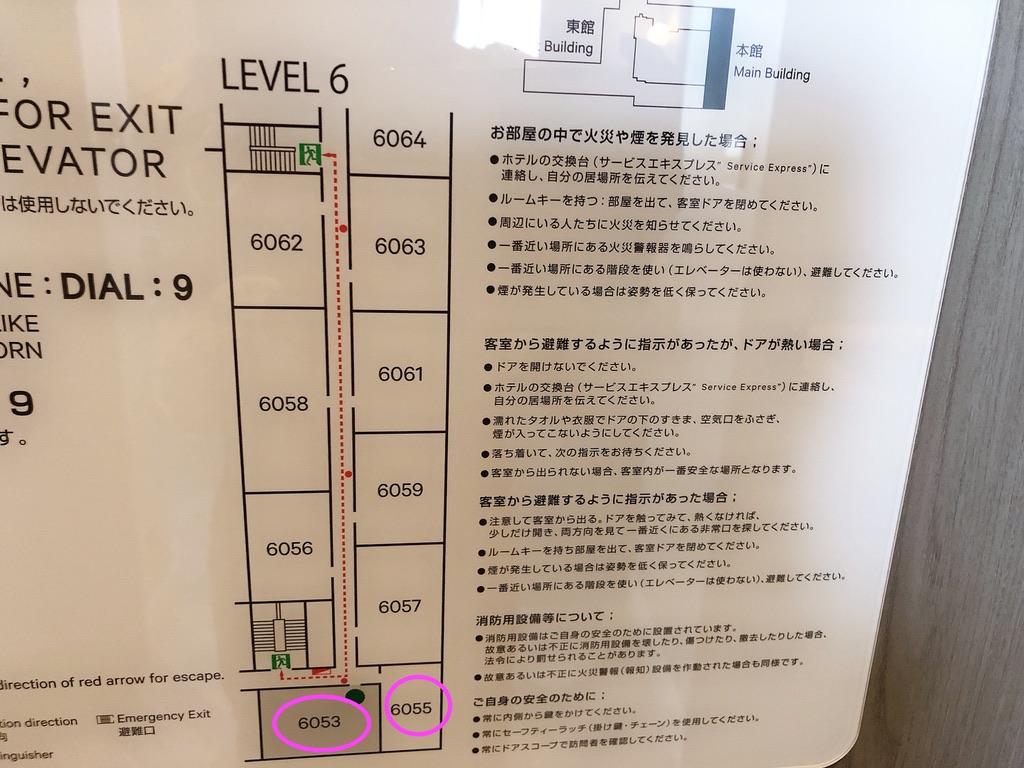 FOR EXIT
EVATOR
は使用しないでください。
NE : DIAL : 9
LIKE
ORN
9
す。
direction of red arrow for escape.
tion direction
向
Emergency Exit
避難口
inguisher
LEVEL 6
6064
6062
6063
6061
6058
6059
6056
6057
6053
6055
東館
Building
本館
Main Building
お部屋の中で火災や煙を発見した場合；
●ホテルの交換台（サービスエキスプレス" Service Express"）に
連絡し、自分の居場所を伝えてください。
●ルームキーを持つ：部屋を出て、客室ドアを閉めてください。
●周辺にいる人たちに火災を知らせてください。
●一番近い場所にある火災警報器を鳴らしてください。
●一番近い場所にある階段を使い（エレベーターは使わない）、避難してください。
●煙が発生している場合は姿勢を低く保ってください。
客室から避難するように指示があったが、ドアが熱い場合；
●ドアを開けないでください。
●ホテルの交換台（サービスエキスプレス" Service Express"）に連絡し、
自分の居場所を伝えてください。
●濡れたタオルや衣服でドアの下のすきま、空気口をふさぎ、
煙が入ってこないようにしてください。
●落ち着いて、次の指示をお待ちください。
●客室から出られない場合、客室内が一番安全な場所となります。
客室から避難するように指示があった場合；
●注意して客室から出る。ドアを触ってみて、熱くなければ、
少しだけ開き、両方向を見て一番近くにある非常口を探してください。
●ルームキーを持ち部屋を出て、客室ドアを閉めてください。
●煙が発生している場合は姿勢を低く保ってください。
●一番近い場所にある階段を使い（エレベーターは使わない）、避難してください。
消防用設備等について；
●消防用設備はご自身の安全のために設置されています。
故意あるいは不正に消防用設備を壊したり、傷つけたり、撤去したりした場合、
法令により罰せられることがあります。
●故意あるいは不正に火災警報（報知）設備を作動された場合も同様です。
ご自身の安全のために；
●常に内側から鍵をかけてください。
●常にセーフティーラッチ（掛け鍵・チェーン）を使用してください。
●常にドアスコープで訪問者を確認してください。